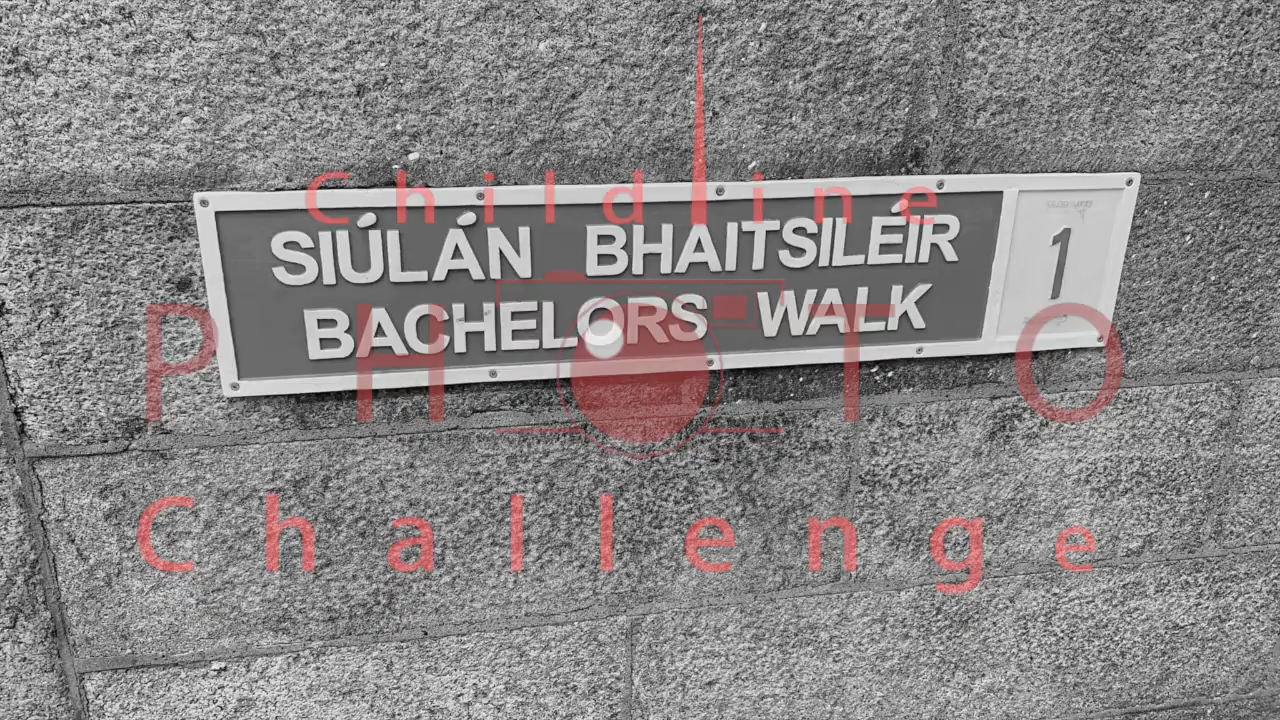 Childline
SIÚLÁN BHAITSILÉIR
BACHELORS WALK
1
PHOTO
Challenge